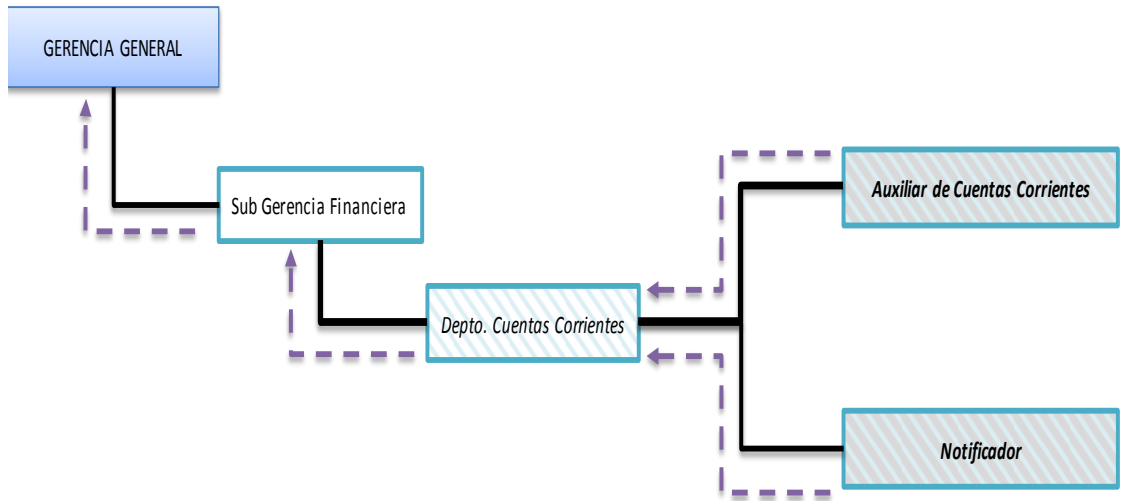 GERENCIA GENERAL
Sub Gerencia Financiera
Auxiliar de Cuentas Corrientes
Depto. Cuentas Corrientes
Notificador